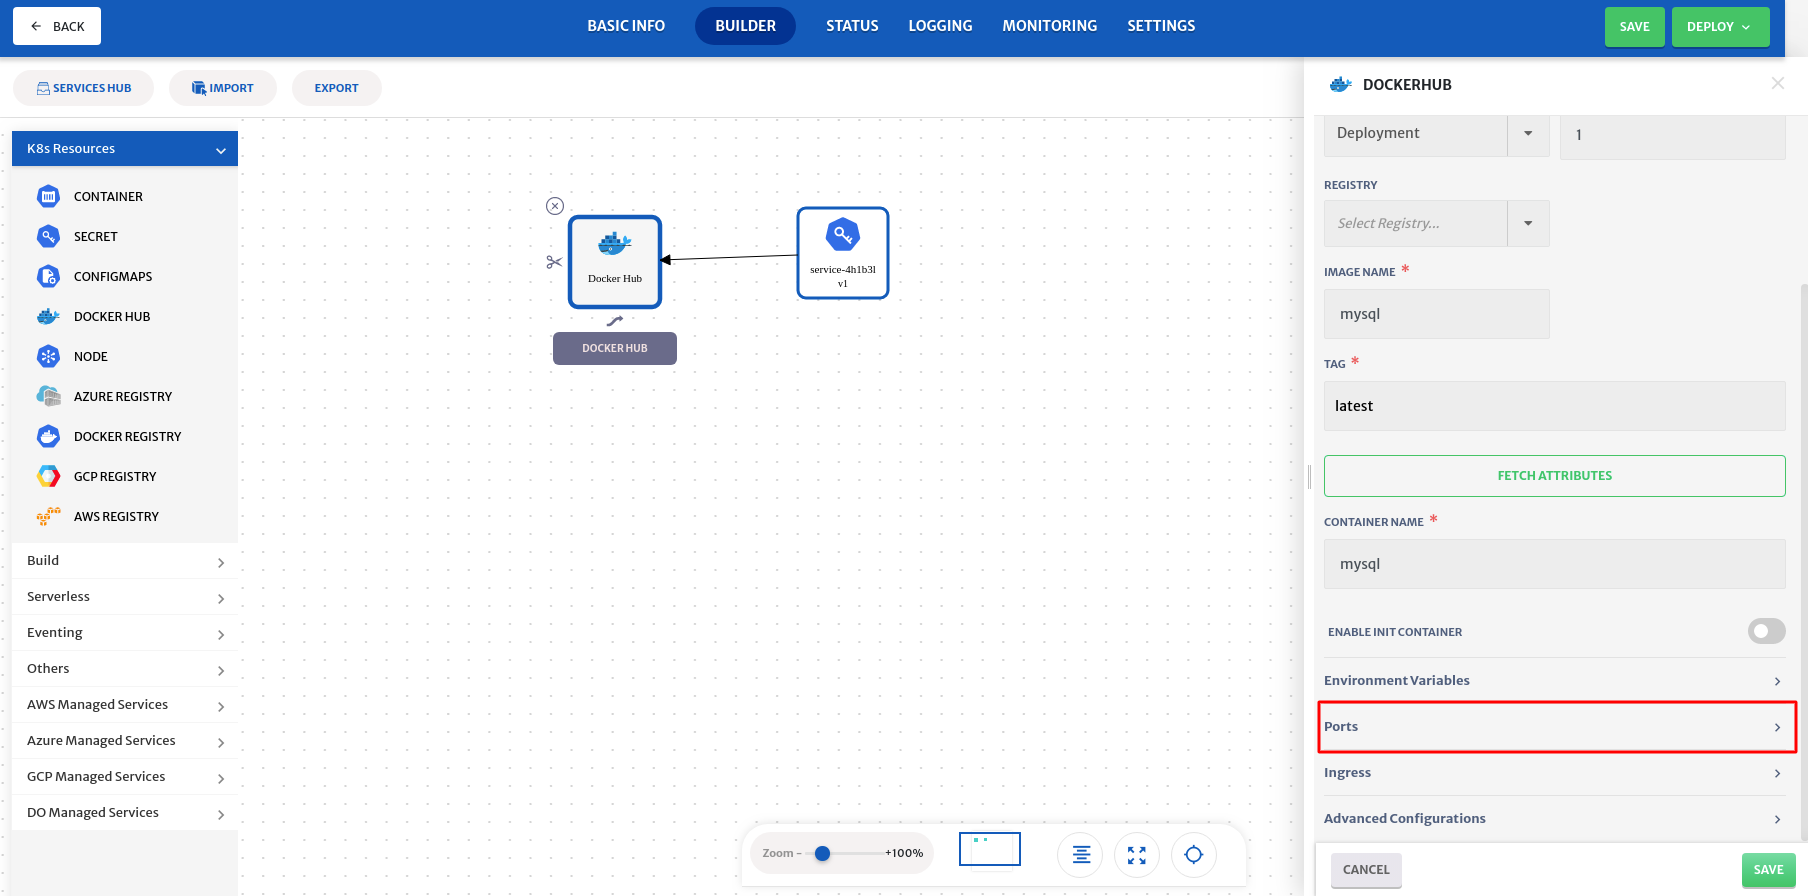 BACK
BASIC INFO
BUILDER
STATUS
LOGGING
MONITORING
SETTINGS
SAVE
DEPLOY
SERVICES HUB
IMPORT
EXPORT
K8s Resources
CONTAINER
SECRET
CONFIGMAPS
DOCKER HUB
NODE
AZURE REGISTRY
DOCKER REGISTRY
GCP REGISTRY
AWS REGISTRY
Build
Serverless
Eventing
Others
AWS Managed Services
Azure Managed Services
GCP Managed Services
DO Managed Services
Docker Hub
DOCKER HUB
service-4h1b3l
v1
Zoom - +100%
DOCKERHUB
Deployment
1
REGISTRY
Select Registry...
IMAGE NAME *
mysql
TAG *
latest
FETCH ATTRIBUTES
CONTAINER NAME *
mysql
ENABLE INIT CONTAINER
Environment Variables
Ports
Ingress
Advanced Configurations
CANCEL
SAVE